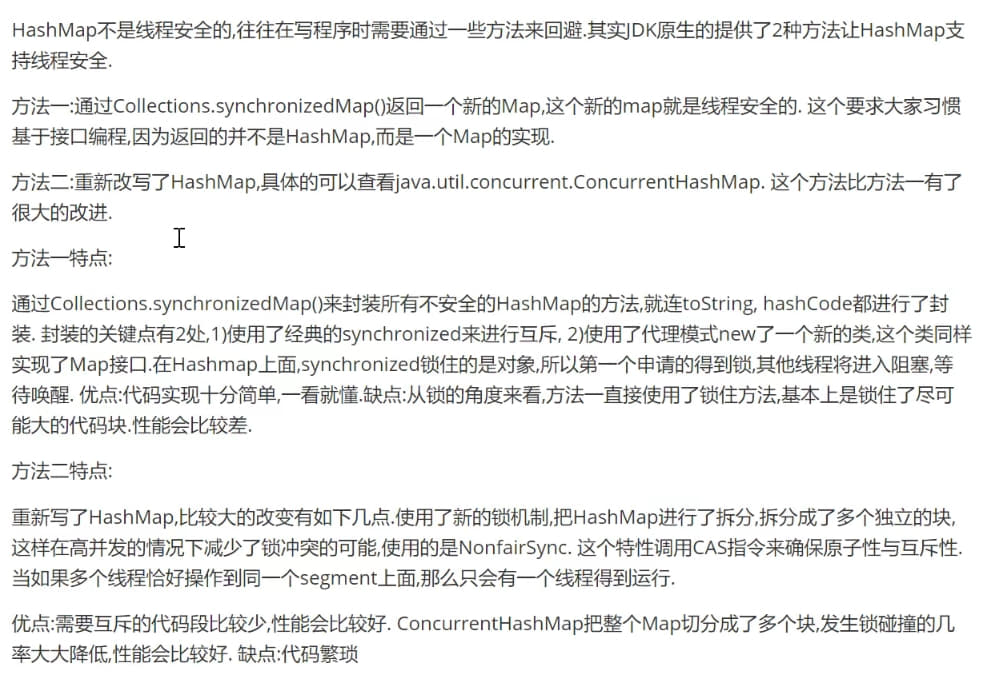 HashMap不是线程安全的,往往在写程序时需要通过一些方法来回避.其实JDK原生的提供了2种方法让HashMap支
持线程安全.
方法一:通过Collections.synchronizedMap()返回一个新的Map,这个新的map就是线程安全的. 这个要求大家习惯
基于接口编程,因为返回的并不是HashMap,而是一个Map的实现.
方法二:重新改写了HashMap,具体的可以查看java.util.concurrent.ConcurrentHashMap. 这个方法比方法一有了
很大的改进.
方法一特点:
通过Collections.synchronizedMap()来封装所有不安全的HashMap的方法,就连toString, hashCode都进行了封
装. 封装的关键点有2处,1)使用了经典的synchronized来进行互斥, 2)使用了代理模式new了一个新的类,这个类同样
实现了Map接口.在Hashmap上面,synchronized锁住的是对象,所以第一个申请的得到锁,其他线程将进入阻塞,等
待唤醒. 优点:代码实现十分简单,一看就懂.缺点:从锁的角度来看,方法一直接使用了锁住方法,基本上是锁住了尽可
能大的代码块.性能会比较差.
方法二特点:
重新写了HashMap,比较大的改变有如下几点.使用了新的锁机制,把HashMap进行了拆分,拆分成了多个独立的块,
这样在高并发的情况下减少了锁冲突的可能,使用的是NonfairSync. 这个特性调用CAS指令来确保原子性与互斥性.
当如果多个线程恰好操作到同一个segment上面,那么只会有一个线程得到运行.
优点:需要互斥的代码段比较少,性能会比较好. ConcurrentHashMap把整个Map切分成了多个块,发生锁碰撞的几
率大大降低,性能会比较好. 缺点:代码繁琐